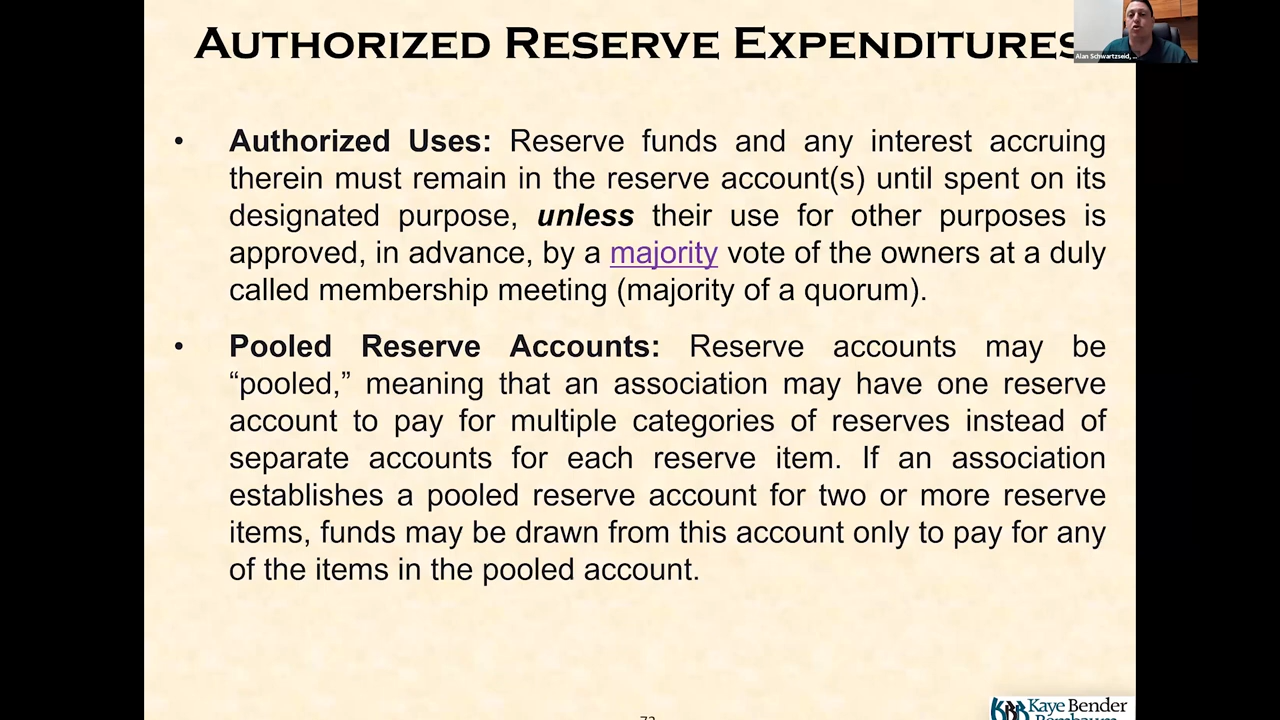 AUTHORIZED RESERVE EXPENDITURES
Alan Schwartzseid, ...
• Authorized Uses: Reserve funds and any interest accruing
therein must remain in the reserve account(s) until spent on its
designated purpose, unless their use for other purposes is
approved, in advance, by a majority vote of the owners at a duly
called membership meeting (majority of a quorum).
• Pooled Reserve Accounts: Reserve accounts may be
“pooled,” meaning that an association may have one reserve
account to pay for multiple categories of reserves instead of
separate accounts for each reserve item. If an association
establishes a pooled reserve account for two or more reserve
items, funds may be drawn from this account only to pay for any
of the items in the pooled account.
KBR Kaye Bender